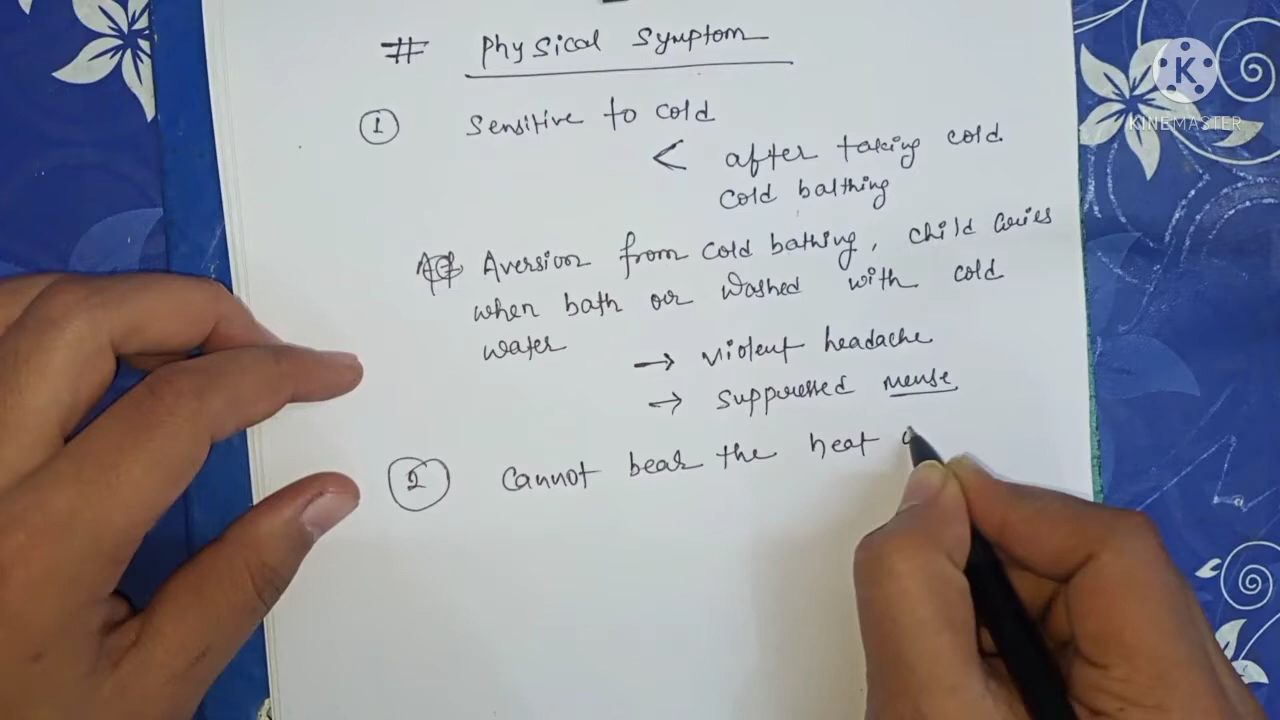 # Physical Symptom
1 Sensitive to cold
< after taking cold
cold balthing
Aversion from cold bathing, child cries
when bath or washed with cold
water
→ violent headache
→ suppressed mense
2 Cannot bear the heat
K
KINEMASTER